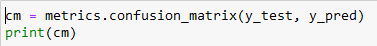 cm = metrics.confusion_matrix(y_test, y_pred)
print(cm)